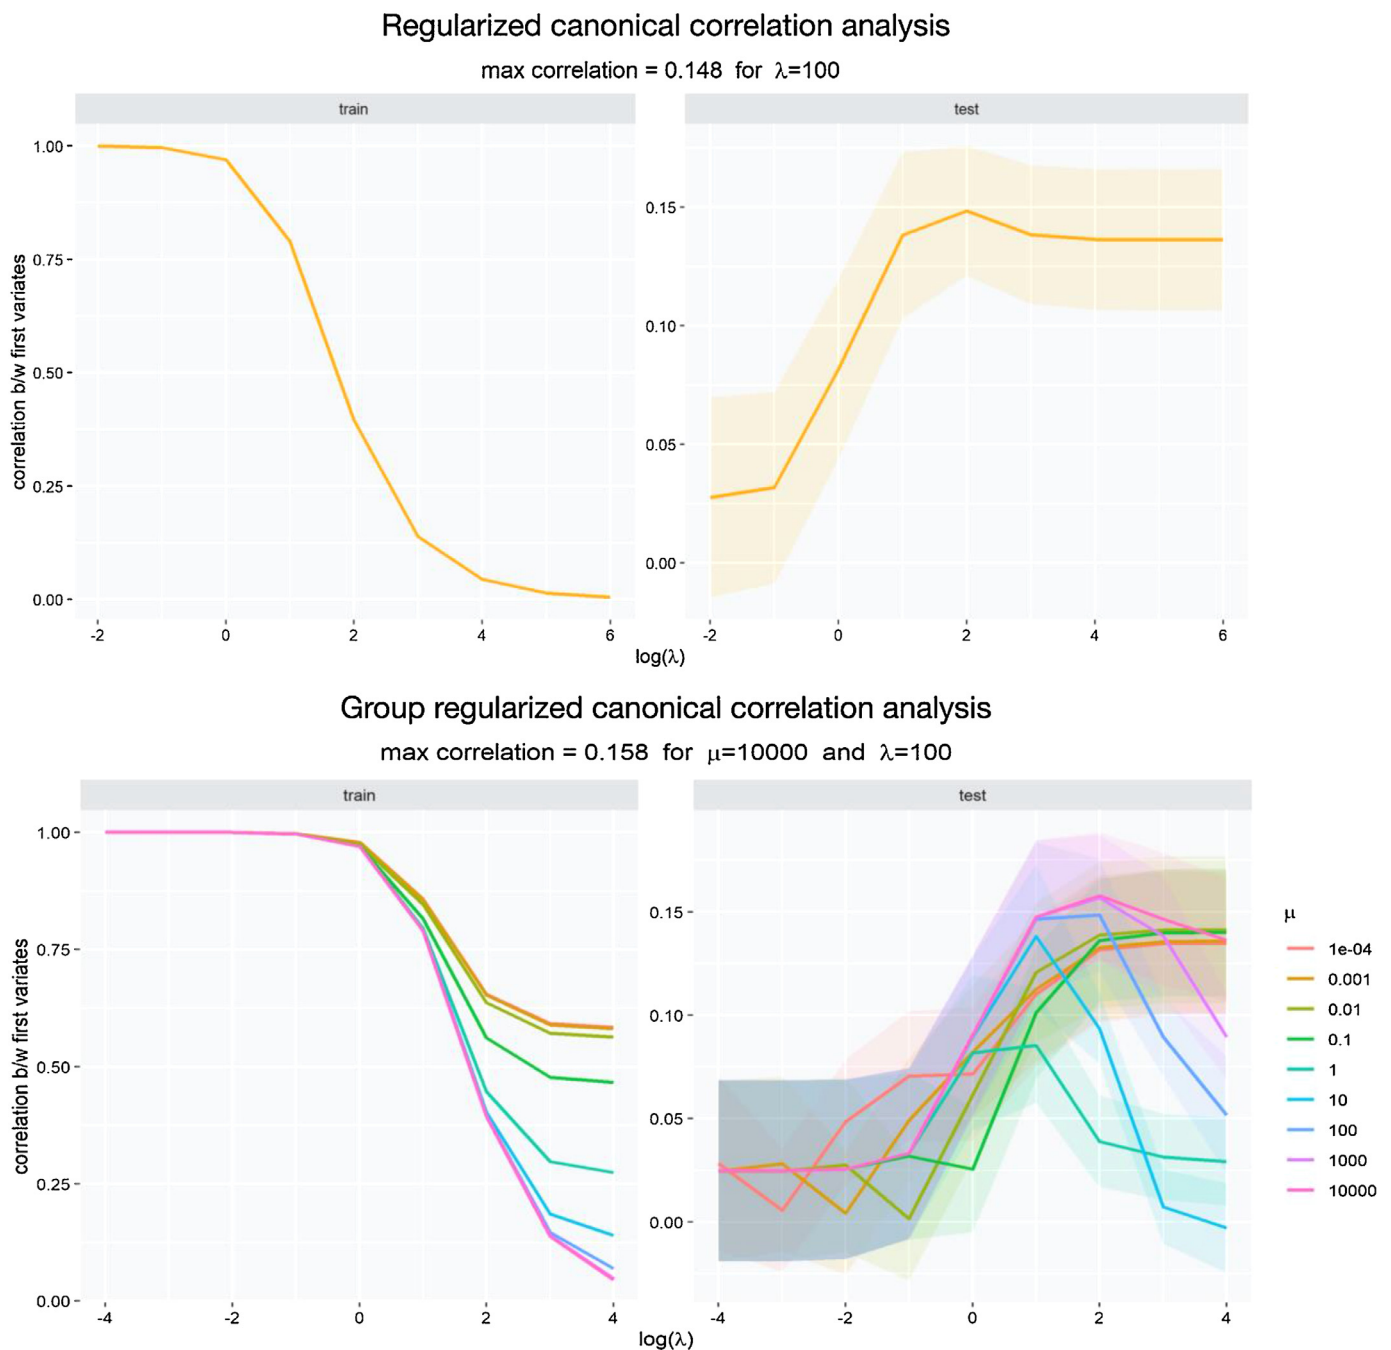 Regularized canonical correlation analysis
max correlation = 0.148 for λ=100
train
test
correlation b/w first variates
1.00
0.75
0.50
0.25
0.00
-2 0 2 4 6
0.15
0.10
0.05
0.00
-2 0 2 4 6
log(λ)
Group regularized canonical correlation analysis
max correlation = 0.158 for μ=10000 and λ=100
train
test
correlation b/w first variates
1.00
0.75
0.50
0.25
0.00
-4 -2 0 2 4
0.15
0.10
0.05
0.00
-4 -2 0 2 4
log(λ)
μ
1e-04
0.001
0.01
0.1
1
10
100
1000
10000